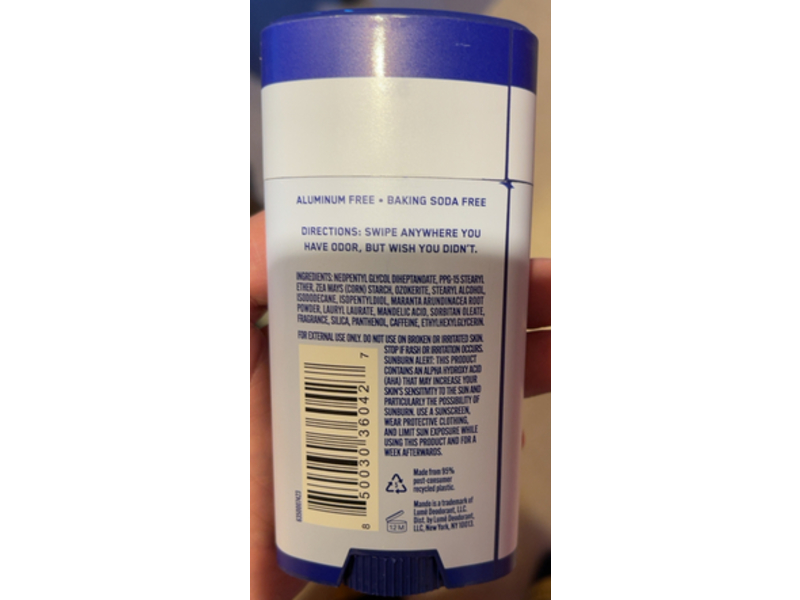 ALUMINUM FREE • BAKING SODA FREE
DIRECTIONS: SWIPE ANYWHERE YOU
HAVE ODOR, BUT WISH YOU DIDN'T.
INGREDIENTS: NEOPENTYL GLYCOL DIHEPTANOATE, PPG-15 STEARYL
ETHER, ZEA MAYS (CORN) STARCH, OZOKERITE, STEARYL ALCOHOL,
ISODODECANE, ISOPENTYLDIOL, MARANTA ARUNDINACEA ROOT
POWDER, LAURYL LAURATE, MANDELIC ACID, SORBITAN OLEATE,
FRAGRANCE, SILICA, PANTHENOL, CAFFEINE, ETHYLHEXYLGLYCERIN.
FOR EXTERNAL USE ONLY. DO NOT USE ON BROKEN OR IRRITATED SKIN.
STOP IF RASH OR IRRITATION OCCURS.
SUNBURN ALERT: THIS PRODUCT
CONTAINS AN ALPHA HYDROXY ACID
(AHA) THAT MAY INCREASE YOUR
SKIN'S SENSITIVITY TO THE SUN AND
PARTICULARLY THE POSSIBILITY OF
SUNBURN. USE A SUNSCREEN,
WEAR PROTECTIVE CLOTHING,
AND LIMIT SUN EXPOSURE WHILE
USING THIS PRODUCT AND FOR A
WEEK AFTERWARDS.
8 50030 36042 7
Made from 95%
post-consumer
recycled plastic.
5
12 M
Mando is a trademark of
Lumē Deodorant, LLC.
Dist. by Lumē Deodorant,
LLC, New York, NY 10013.